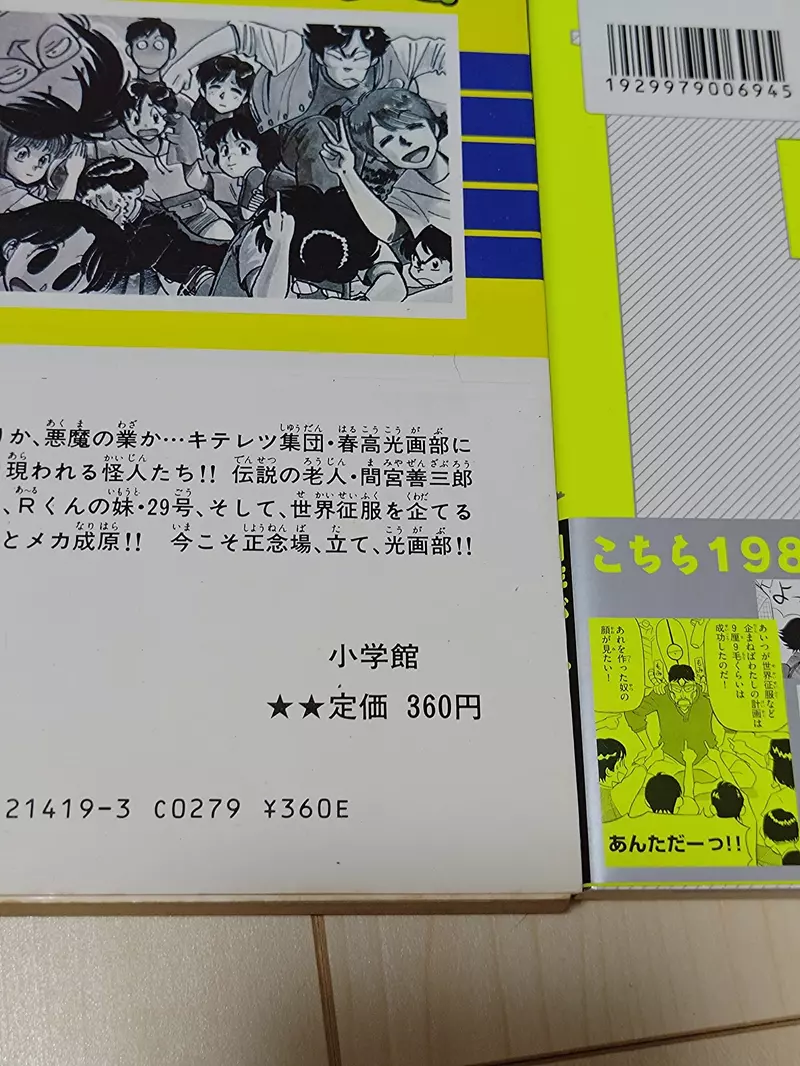 りか、悪魔の業か…キテレツ集団・春高光画部に
現われる怪人たち!! 伝説の老人・間宮善三郎
、Rくんの妹・29号、そして、世界征服を企てる
とメカ成原!! 今こそ正念場、立て、光画部!!
小学館
★★定価 360円
21419-3 C0279 ¥360E
1929979006945
こちら198
よ
あいつが世界征服など
企まねばわたしの計画は
9厘9毛くらいは
成功したのだ!
あれを作った奴の
顔が見たい!
あんただーっ!!